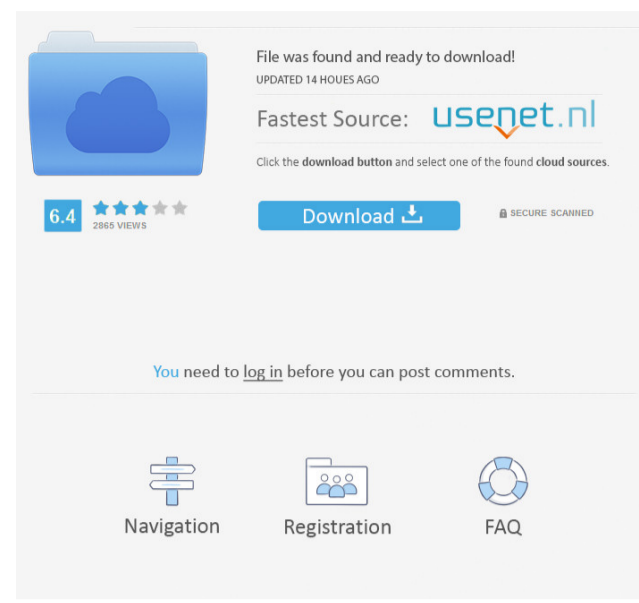 File was found and ready to download!
UPDATED 14 HOUES AGO
Fastest Source: usenet.nl
Click the download button and select one of the found cloud sources.
6.4
2865 VIEWS
Download
SECURE SCANNED
You need to log in before you can post comments.
Navigation
Registration
FAQ